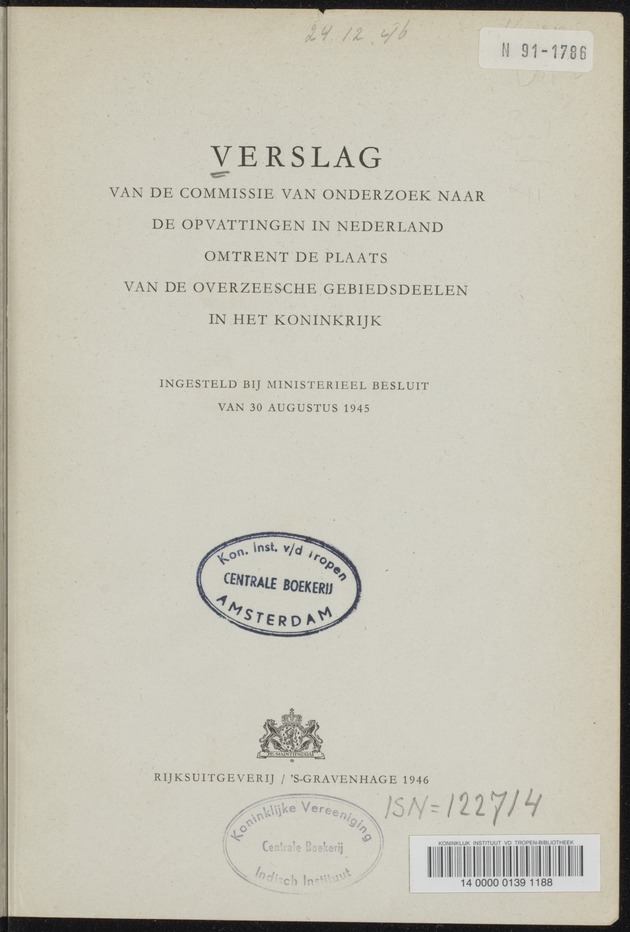 24.12.46
N 91-1786
VERSLAG
VAN DE COMMISSIE VAN ONDERZOEK NAAR
DE OPVATTINGEN IN NEDERLAND
OMTRENT DE PLAATS
VAN DE OVERZEESCHE GEBIEDSDEELEN
IN HET KONINKRIJK
INGESTELD BIJ MINISTERIEEL BESLUIT
VAN 30 AUGUSTUS 1945
Kon. Inst. v/d Tropen
CENTRALE BOEKERIJ
AMSTERDAM
RIJKSUITGEVERIJ / 'S-GRAVENHAGE 1946
ISN=122714
Koninklijke Vereeniging
Centrale Boekerij
Indisch Instituut
KONINKLIJK INSTITUUT VD TROPEN-BIBLIOTHEEK
14 0000 0139 1188